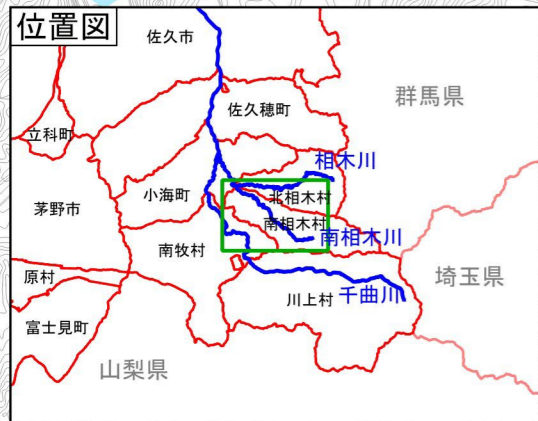 位置図
佐久市
群馬県
佐久穂町
立科町
相木川
小海町
北相木村
茅野市
南相木村
南相木川
南牧村
埼玉県
原村
川上村
千曲川
富士見町
山梨県